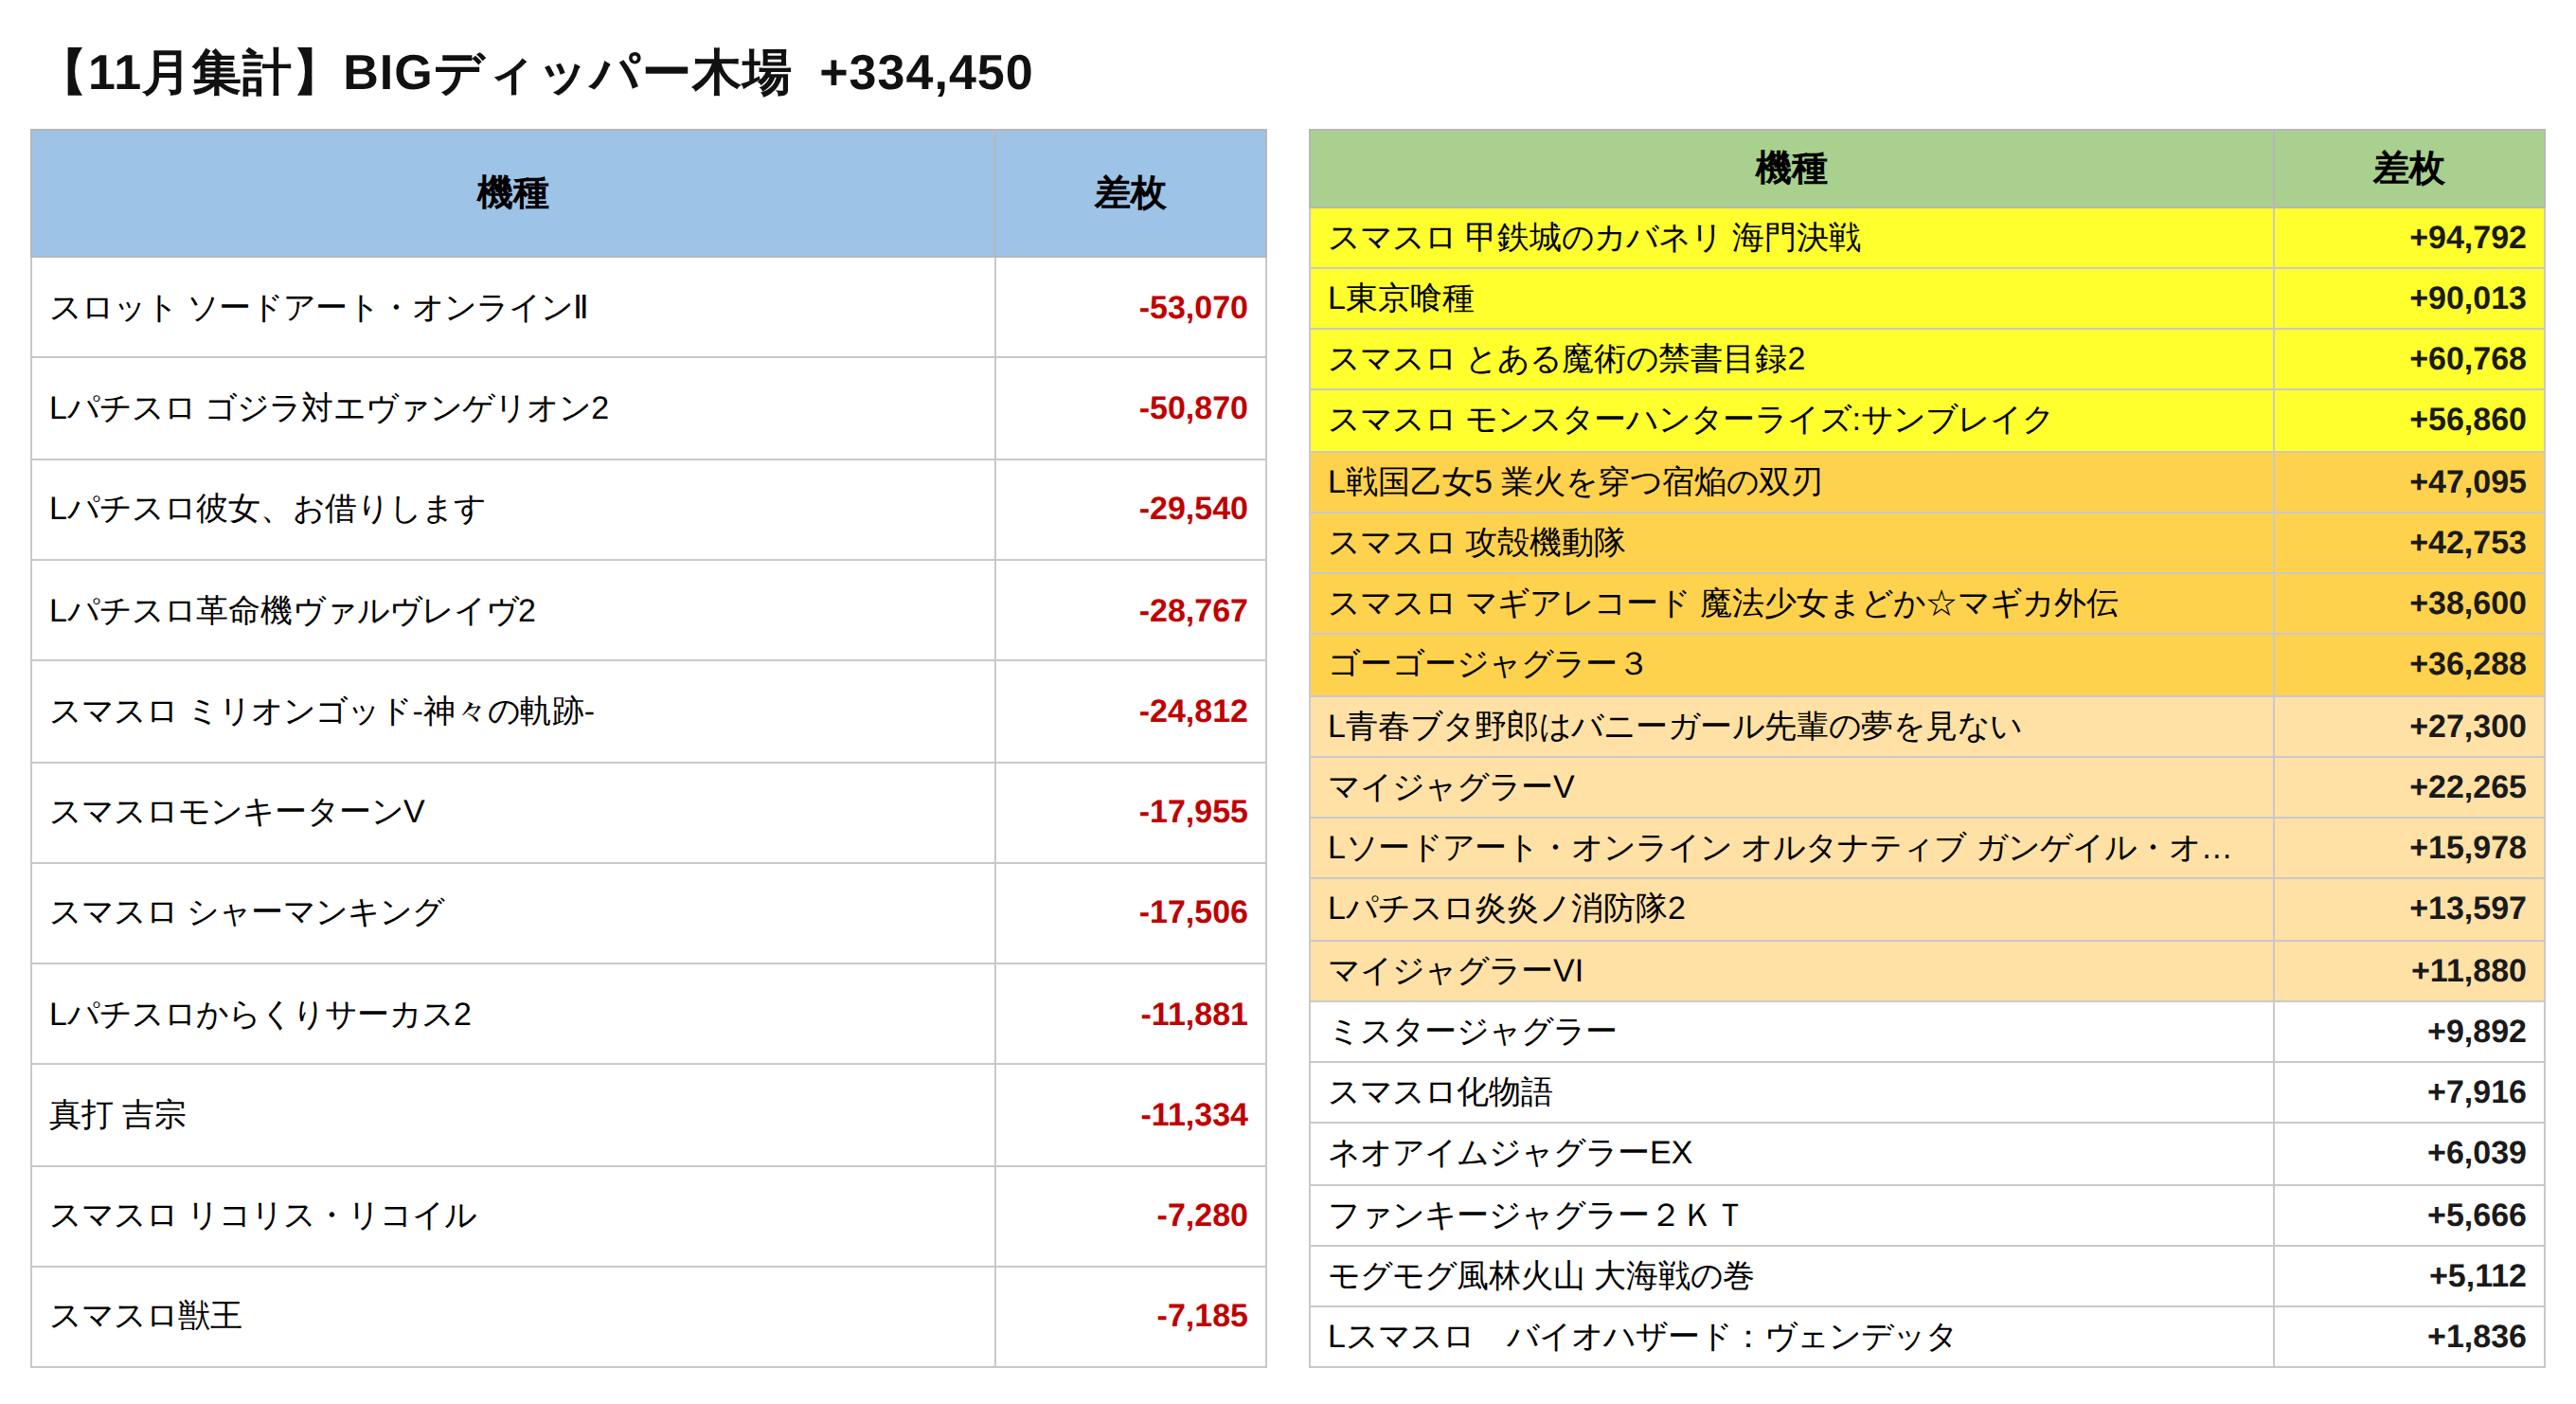 【11月集計】BIGディッパー木場 +334,450
機種 差枚
スロット ソードアート・オンラインⅡ -53,070
Lパチスロ ゴジラ対エヴァンゲリオン2 -50,870
Lパチスロ彼女、お借りします -29,540
Lパチスロ革命機ヴァルヴレイヴ2 -28,767
スマスロ ミリオンゴッド-神々の軌跡- -24,812
スマスロモンキーターンV -17,955
スマスロ シャーマンキング -17,506
Lパチスロからくりサーカス2 -11,881
真打 吉宗 -11,334
スマスロ リコリス・リコイル -7,280
スマスロ獣王 -7,185
機種 差枚
スマスロ 甲鉄城のカバネリ 海門決戦 +94,792
L東京喰種 +90,013
スマスロ とある魔術の禁書目録2 +60,768
スマスロ モンスターハンターライズ:サンブレイク +56,860
L戦国乙女5 業火を穿つ宿焔の双刃 +47,095
スマスロ 攻殻機動隊 +42,753
スマスロ マギアレコード 魔法少女まどか☆マギカ外伝 +38,600
ゴーゴージャグラー３ +36,288
L青春ブタ野郎はバニーガール先輩の夢を見ない +27,300
マイジャグラーV +22,265
Lソードアート・オンライン オルタナティブ ガンゲイル・オ… +15,978
Lパチスロ炎炎ノ消防隊2 +13,597
マイジャグラーVI +11,880
ミスタージャグラー +9,892
スマスロ化物語 +7,916
ネオアイムジャグラーEX +6,039
ファンキージャグラー２ＫＴ +5,666
モグモグ風林火山 大海戦の巻 +5,112
Lスマスロ　バイオハザード：ヴェンデッタ +1,836